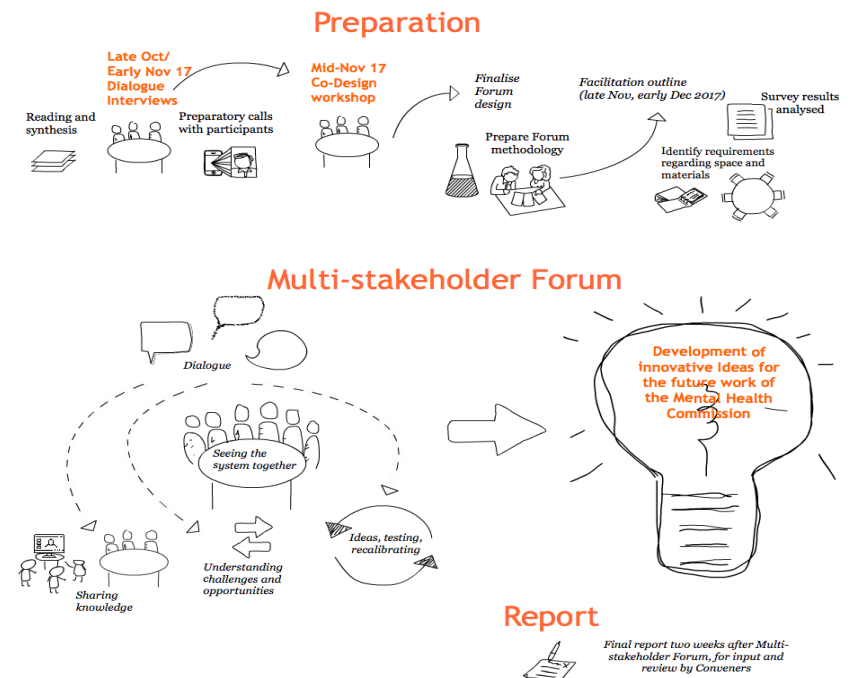 Preparation
Late Oct/
Early Nov 17
Dialogue
Interviews
Reading and
synthesis
Preparatory calls
with participants
Mid-Nov 17
Co-Design
workshop
Finalise
Forum
design
Prepare Forum
methodology
Facilitation outline
(late Nov, early Dec 2017)
Survey results
analysed
Identify requirements
regarding space and
materials
Multi-stakeholder Forum
Dialogue
Seeing the
system together
Sharing
knowledge
Understanding
challenges and
opportunities
Ideas, testing,
recalibrating
Development of
innovative Ideas for
the future work of
the Mental Health
Commission
Report
Final report two weeks after Multi-
stakeholder Forum, for input and
review by Conveners